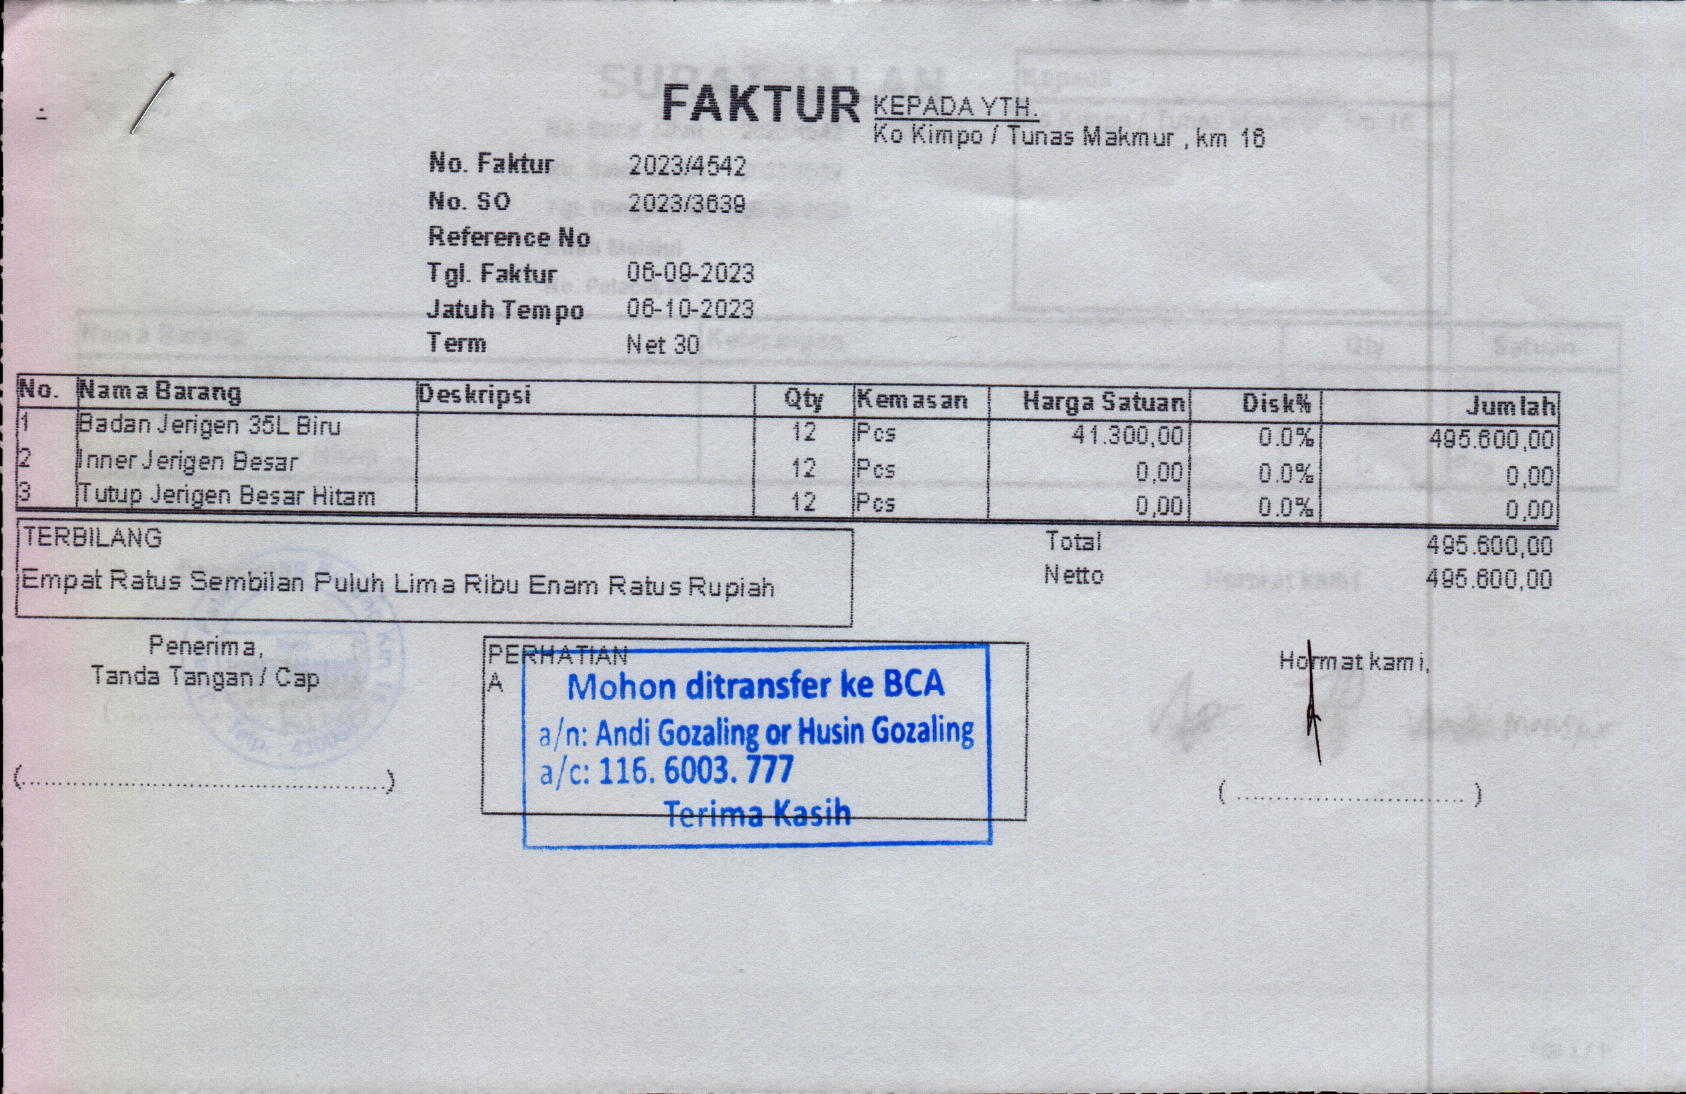 FAKTUR
KEPADA YTH.
Ko Kimpo / Tunas Makmur , km 16
No. Faktur 2023/4542
No. SO 2023/3639
Reference No
Tgl. Faktur 06-09-2023
Jatuh Tempo 06-10-2023
Term Net 30
No. Nama Barang Deskripsi Qty Kemasan Harga Satuan Disk% Jumlah
1 Badan Jerigen 35L Biru 12 Pcs 41.300,00 0.0% 495.600,00
2 Inner Jerigen Besar 12 Pcs 0,00 0.0% 0,00
3 Tutup Jerigen Besar Hitam 12 Pcs 0,00 0.0% 0,00
TERBILANG
Empat Ratus Sembilan Puluh Lima Ribu Enam Ratus Rupiah
Total 495.600,00
Netto 495.600,00
Penerima,
Tanda Tangan / Cap
(..............................................)
PERHATIAN
A
Mohon ditransfer ke BCA
a/n: Andi Gozaling or Husin Gozaling
a/c: 116. 6003. 777
Terima Kasih
Hormat kami,
( ............................. )